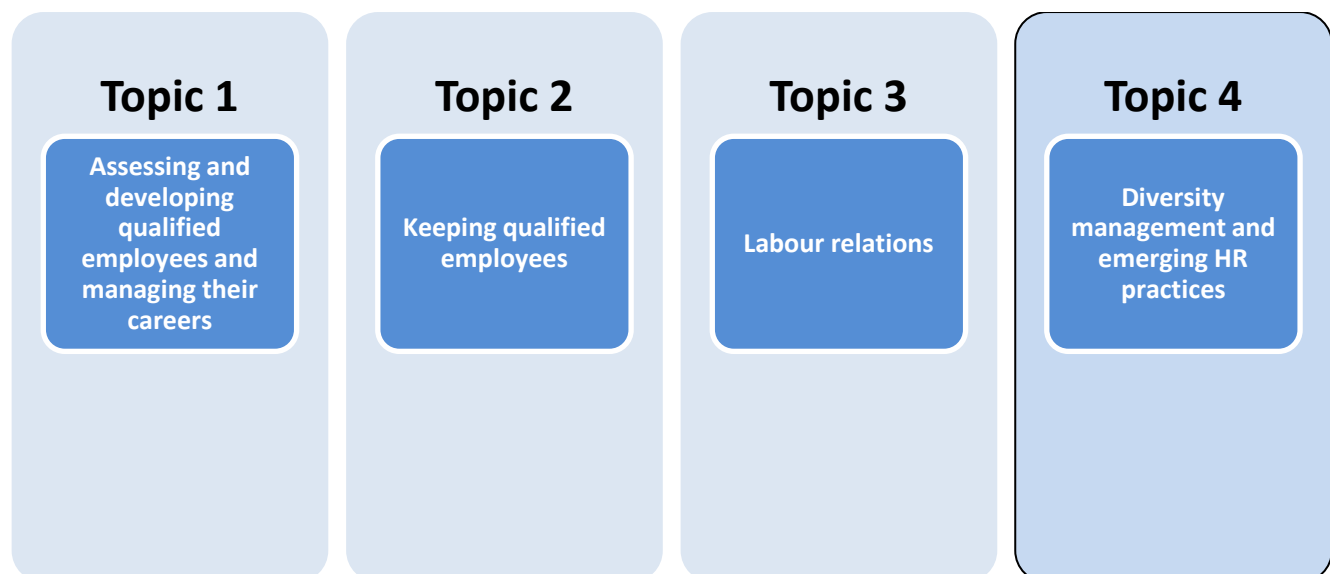 Topic 1
Assessing and
developing
qualified
employees and
managing their
careers
Topic 2
Keeping qualified
employees
Topic 3
Labour relations
Topic 4
Diversity
management and
emerging HR
practices